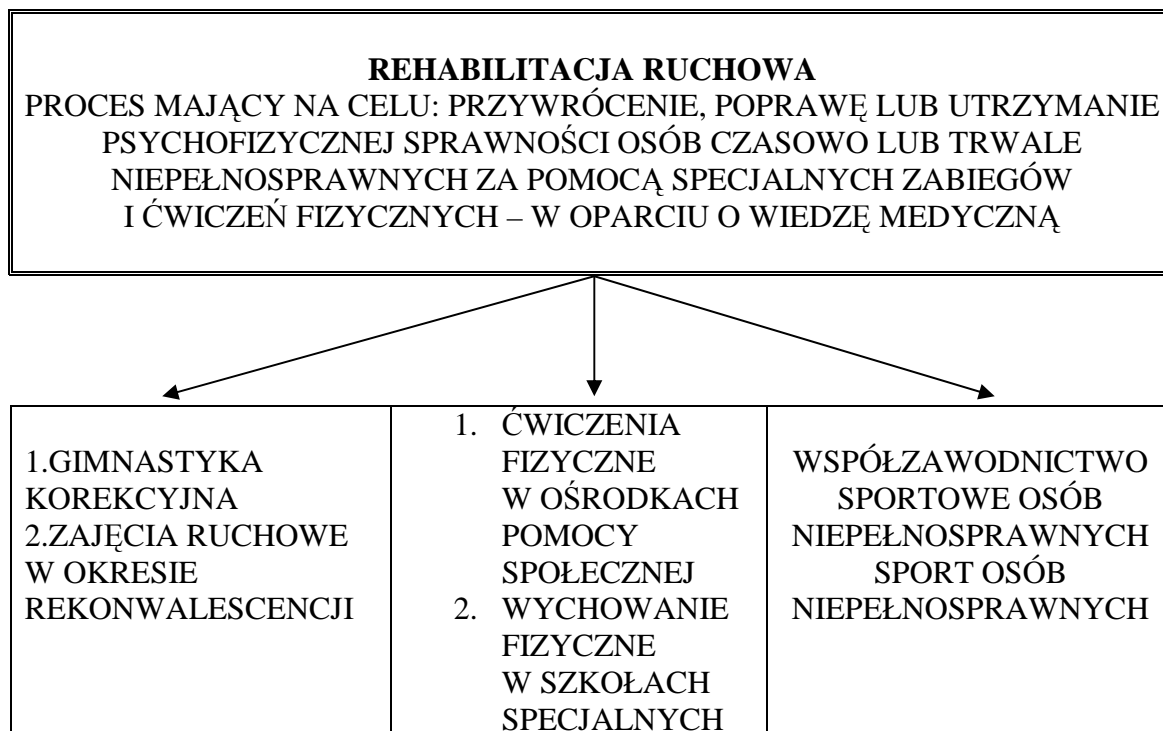 REHABILITACJA RUCHOWA
PROCES MAJĄCY NA CELU: PRZYWRÓCENIE, POPRAWĘ LUB UTRZYMANIE
PSYCHOFIZYCZNEJ SPRAWNOŚCI OSÓB CZASOWO LUB TRWALE
NIEPEŁNOSPRAWNYCH ZA POMOCĄ SPECJALNYCH ZABIEGÓW
I ĆWICZEŃ FIZYCZNYCH – W OPARCIU O WIEDZĘ MEDYCZNĄ
1.GIMNASTYKA
KOREKCYJNA
2.ZAJĘCIA RUCHOWE
W OKRESIE
REKONWALESCENCJI
1. ĆWICZENIA
FIZYCZNE
W OŚRODKACH
POMOCY
SPOŁECZNEJ
2. WYCHOWANIE
FIZYCZNE
W SZKOŁACH
SPECJALNYCH
WSPÓŁZAWODNICTWO
SPORTOWE OSÓB
NIEPEŁNOSPRAWNYCH
SPORT OSÓB
NIEPEŁNOSPRAWNYCH